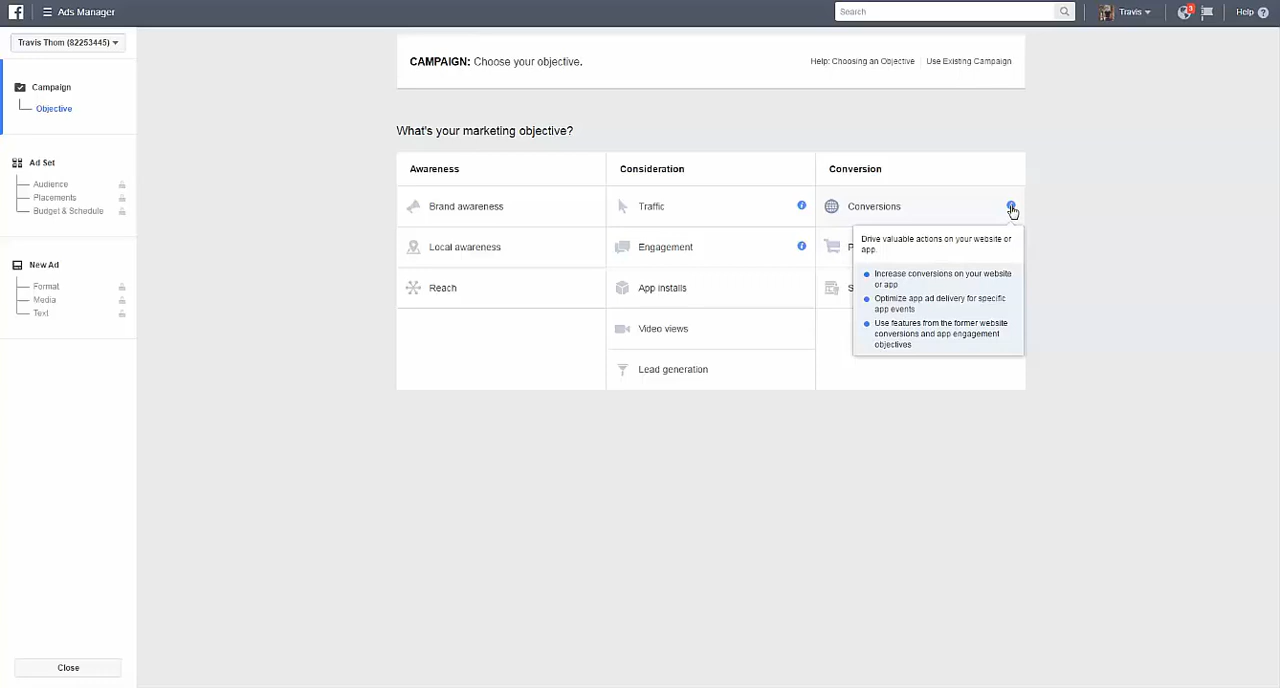 Ads Manager
Search
Travis
3
Help
Travis Thom (82253445)
Campaign
Objective
Ad Set
Audience
Placements
Budget & Schedule
New Ad
Format
Media
Text
Close
CAMPAIGN: Choose your objective.
Help: Choosing an Objective
Use Existing Campaign
What's your marketing objective?
Awareness
Brand awareness
Local awareness
Reach
Consideration
Traffic
Engagement
App installs
Video views
Lead generation
Conversion
Conversions
Drive valuable actions on your website or
app.
Increase conversions on your website
or app
Optimize app ad delivery for specific
app events
Use features from the former website
conversions and app engagement
objectives